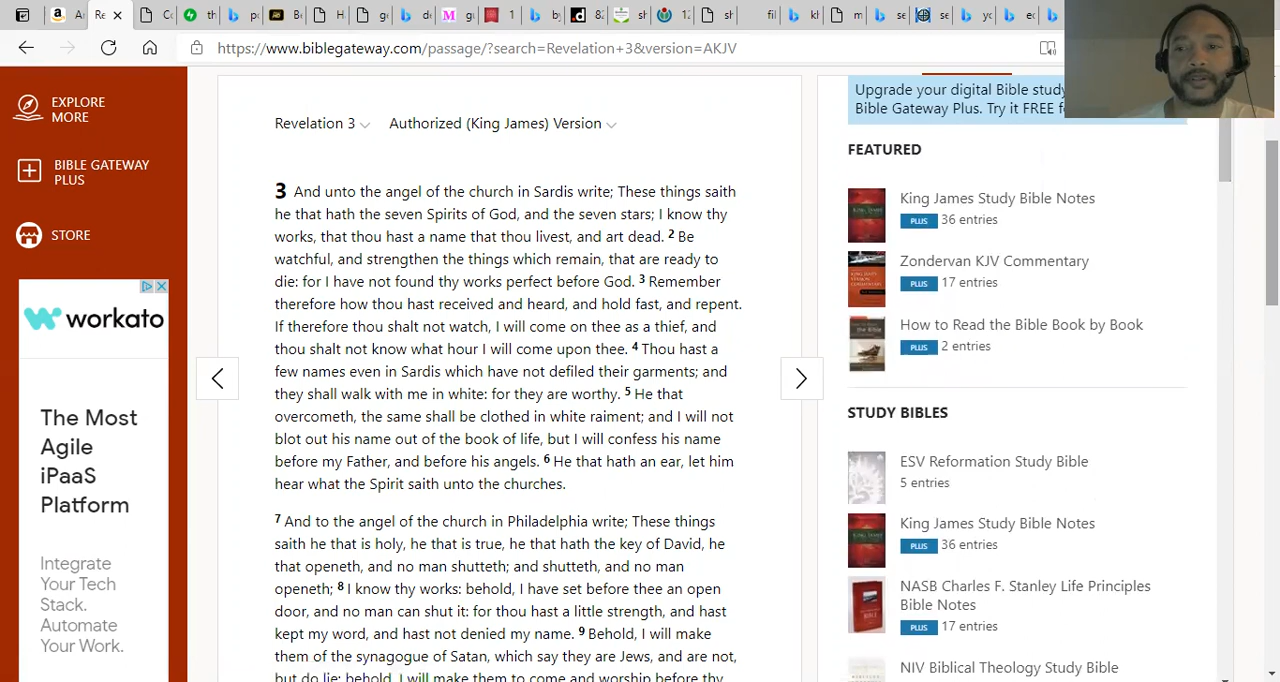 Re
th
https://www.biblegateway.com/passage/?search=Revelation+3&version=AKJV
EXPLORE
MORE
BIBLE GATEWAY
PLUS
STORE
workato
The Most
Agile
iPaaS
Platform
Integrate
Your Tech
Stack.
Automate
Your Work.
Revelation 3 Authorized (King James) Version
3 And unto the angel of the church in Sardis write; These things saith
he that hath the seven Spirits of God, and the seven stars; I know thy
works, that thou hast a name that thou livest, and art dead. 2 Be
watchful, and strengthen the things which remain, that are ready to
die: for I have not found thy works perfect before God. 3 Remember
therefore how thou hast received and heard, and hold fast, and repent.
If therefore thou shalt not watch, I will come on thee as a thief, and
thou shalt not know what hour I will come upon thee. 4 Thou hast a
few names even in Sardis which have not defiled their garments; and
they shall walk with me in white: for they are worthy. 5 He that
overcometh, the same shall be clothed in white raiment; and I will not
blot out his name out of the book of life, but I will confess his name
before my Father, and before his angels. 6 He that hath an ear, let him
hear what the Spirit saith unto the churches.
7 And to the angel of the church in Philadelphia write; These things
saith he that is holy, he that is true, he that hath the key of David, he
that openeth, and no man shutteth; and shutteth, and no man
openeth; 8 I know thy works: behold, I have set before thee an open
door, and no man can shut it: for thou hast a little strength, and hast
kept my word, and hast not denied my name. 9 Behold, I will make
them of the synagogue of Satan, which say they are Jews, and are not,
but do lie; behold, I will make them to come and worship before thy
Upgrade your digital Bible study
Bible Gateway Plus. Try it FREE
FEATURED
King James Study Bible Notes
PLUS 36 entries
Zondervan KJV Commentary
PLUS 17 entries
How to Read the Bible Book by Book
PLUS 2 entries
STUDY BIBLES
ESV Reformation Study Bible
5 entries
King James Study Bible Notes
PLUS 36 entries
NASB Charles F. Stanley Life Principles
Bible Notes
PLUS 17 entries
NIV Biblical Theology Study Bible